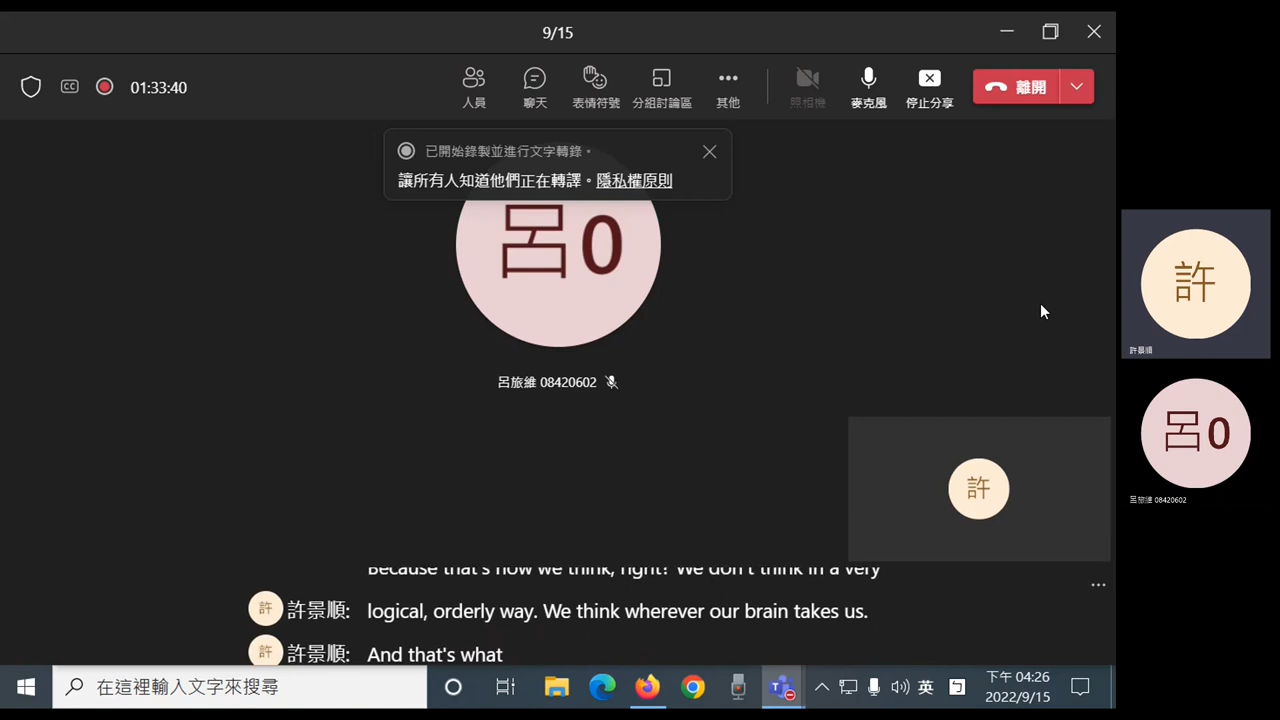 9/15
CC
01:33:40
人員
聊天
表情符號
分組討論區
其他
照相機
麥克風
停止分享
離開
已開始錄製並進行文字轉錄。
讓所有人知道他們正在轉譯。隱私權原則
呂0
呂旅維 08420602
許
許景順
呂0
呂旅維 08420602
許
Because that's how we think, right? We don't think in a very
許 許景順: logical, orderly way. We think wherever our brain takes us.
許 許景順: And that's what
在這裡輸入文字來搜尋
英
下午 04:26
2022/9/15